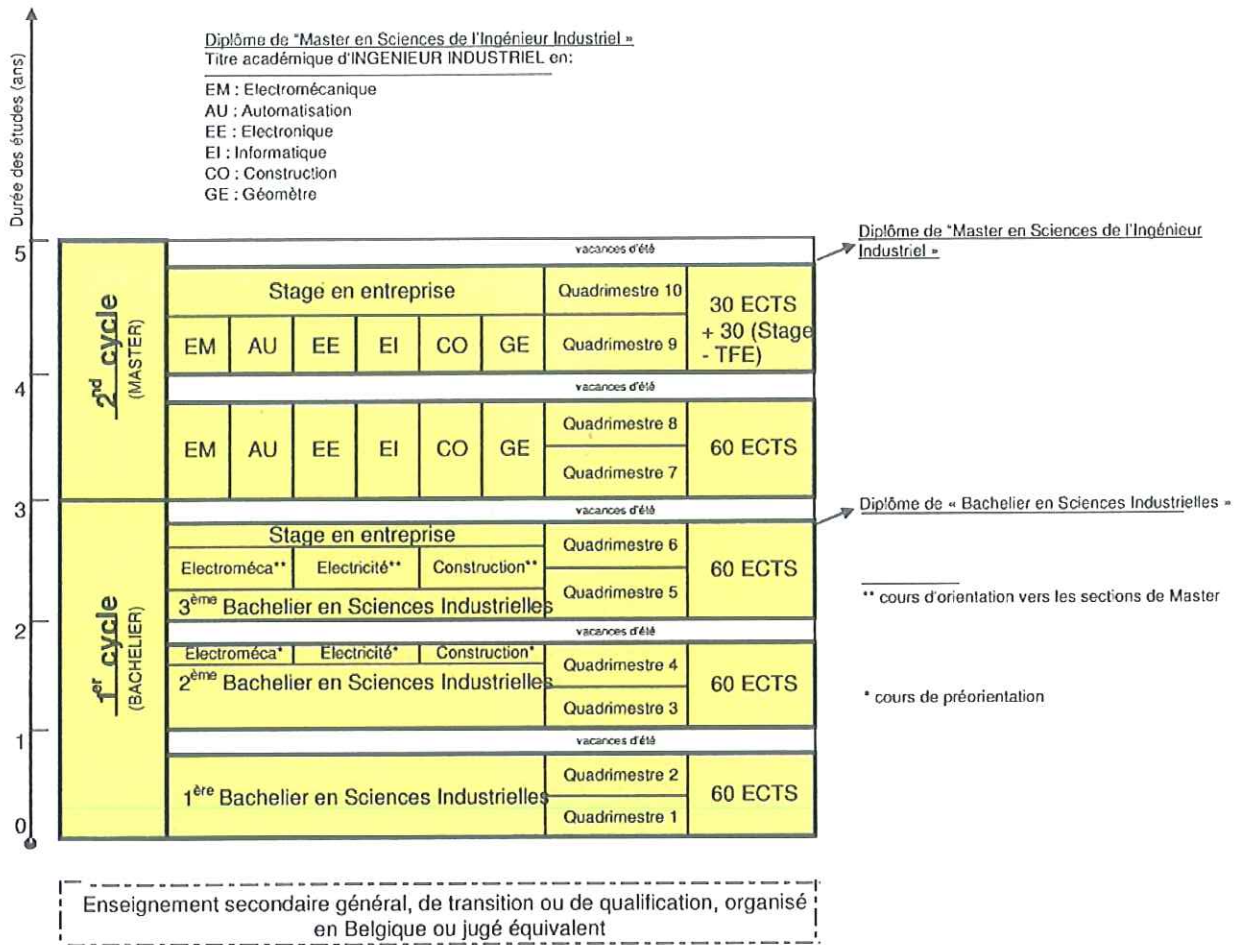 Durée des études (ans)
Diplôme de "Master en Sciences de l'Ingénieur Industriel »
Titre académique d'INGENIEUR INDUSTRIEL en:
EM : Electromécanique
AU : Automatisation
EE : Electronique
EI : Informatique
CO : Construction
GE : Géomètre
5
vacances d'été
Diplôme de "Master en Sciences de l'Ingénieur
Industriel »
2nd cycle
(MASTER)
Stage en entreprise
Quadrimestre 10
30 ECTS
+ 30 (Stage
- TFE)
EM AU EE EI CO GE
Quadrimestre 9
4
vacances d'été
EM AU EE EI CO GE
Quadrimestre 8
Quadrimestre 7
60 ECTS
3
vacances d'été
Diplôme de « Bachelier en Sciences Industrielles »
1er cycle
(BACHELIER)
Stage en entreprise
Quadrimestre 6
Electroméca** Electricité** Construction**
60 ECTS
Quadrimestre 5
3ème Bachelier en Sciences Industrielles
** cours d'orientation vers les sections de Master
2
vacances d'été
Electroméca* Electricité* Construction*
Quadrimestre 4
2ème Bachelier en Sciences Industrielles
60 ECTS
Quadrimestre 3
* cours de préorientation
1
vacances d'été
Quadrimestre 2
1ère Bachelier en Sciences Industrielles
60 ECTS
Quadrimestre 1
0
Enseignement secondaire général, de transition ou de qualification, organisé
en Belgique ou jugé équivalent